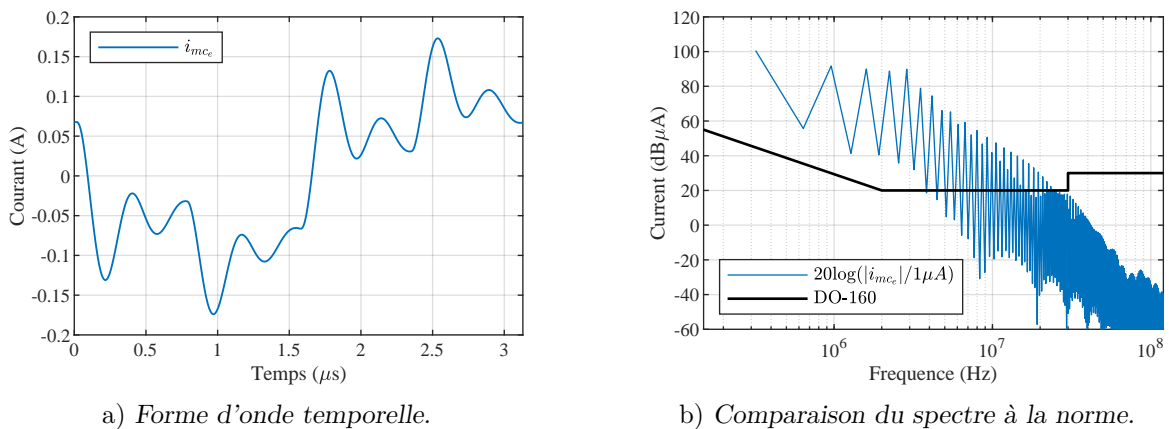 0.2
0.15
0.1
0.05
0
-0.05
-0.1
-0.15
-0.2
Courant (A)
i_{mc_e}
0 0.5 1 1.5 2 2.5 3
Temps (μs)
a) Forme d'onde temporelle.
120
100
80
60
40
20
0
-20
-40
-60
Current (dBμA)
20log(|i_{mc_e}|/1μA)
DO-160
10^6 10^7 10^8
Frequence (Hz)
b) Comparaison du spectre à la norme.